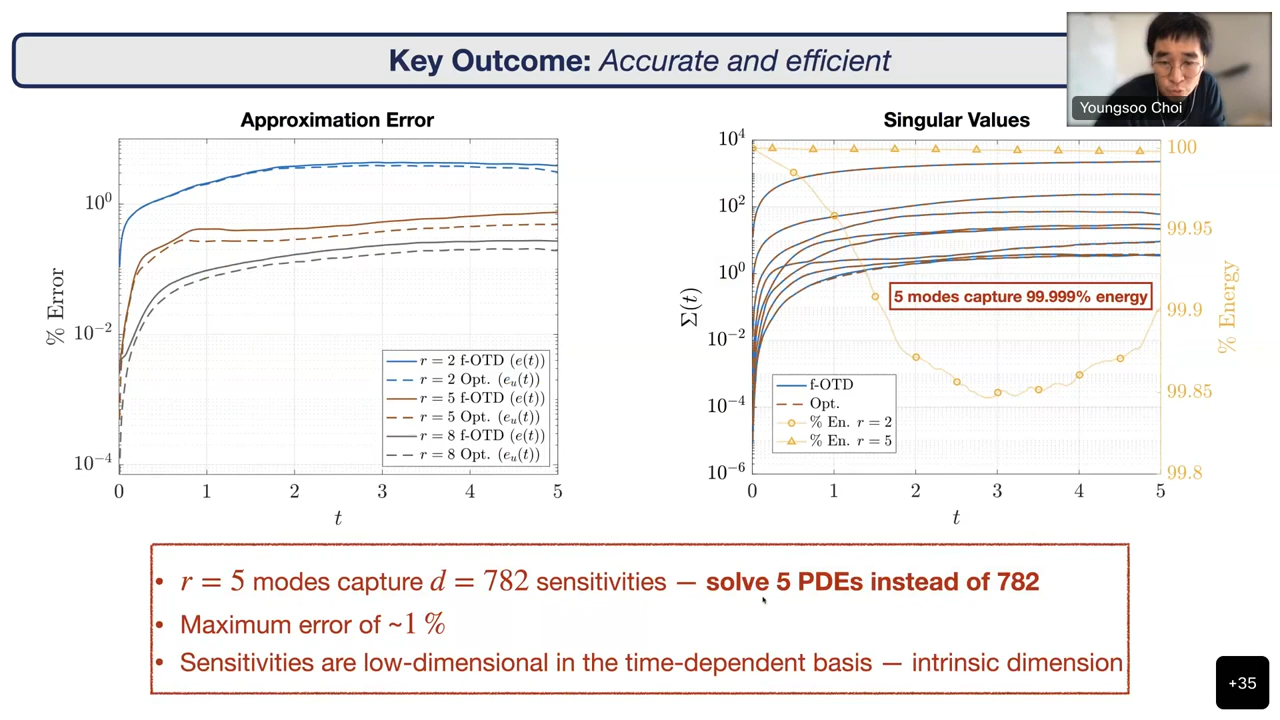 Key Outcome: Accurate and efficient
Youngsoo Choi
Approximation Error
10^0
10^-2
10^-4
% Error
0 1 2 3 4 5
t
r = 2 f-OTD (e(t))
r = 2 Opt. (e_u(t))
r = 5 f-OTD (e(t))
r = 5 Opt. (e_u(t))
r = 8 f-OTD (e(t))
r = 8 Opt. (e_u(t))
Singular Values
10^4
10^2
10^0
10^-2
10^-4
10^-6
Σ(t)
100
99.95
99.9
99.85
99.8
% Energy
5 modes capture 99.999% energy
f-OTD
Opt.
% En. r = 2
% En. r = 5
0 1 2 3 4 5
t
• r = 5 modes capture d = 782 sensitivities — solve 5 PDEs instead of 782
• Maximum error of ~1 %
• Sensitivities are low-dimensional in the time-dependent basis — intrinsic dimension
+35